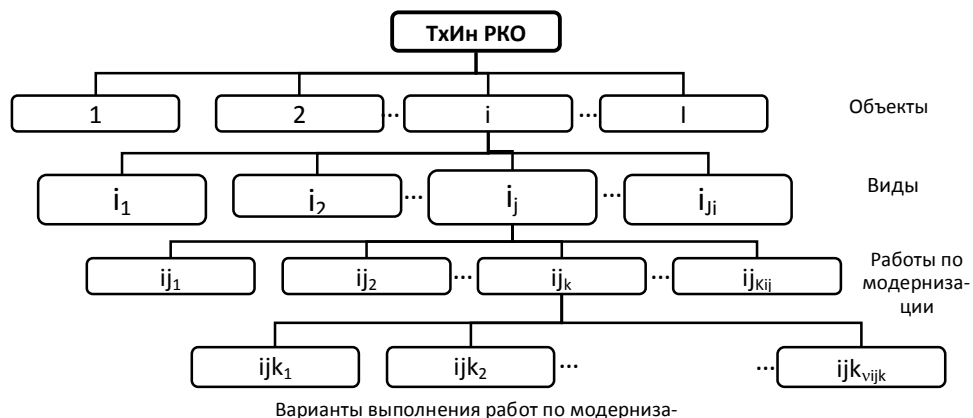 ТхИн РКО
1 2 ... i ... I Объекты
i1 i2 ... ij ... iJi Виды
ij1 ij2 ... ijk ... ijKij Работы по
модерниза-
ции
ijk1 ijk2 ... ... ijkνijk
Варианты выполнения работ по модерниза-